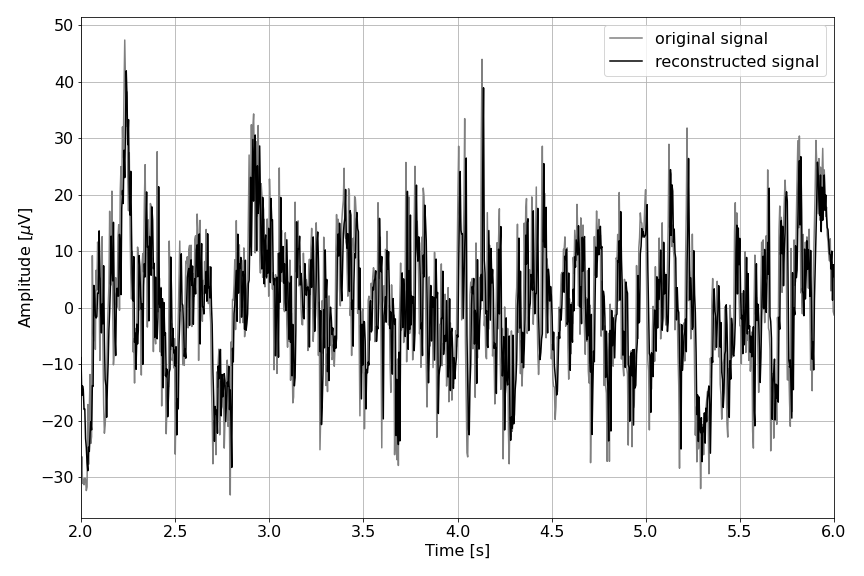 original signal
reconstructed signal
50
40
30
20
10
0
−10
−20
−30
Amplitude [μV]
2.0 2.5 3.0 3.5 4.0 4.5 5.0 5.5 6.0
Time [s]